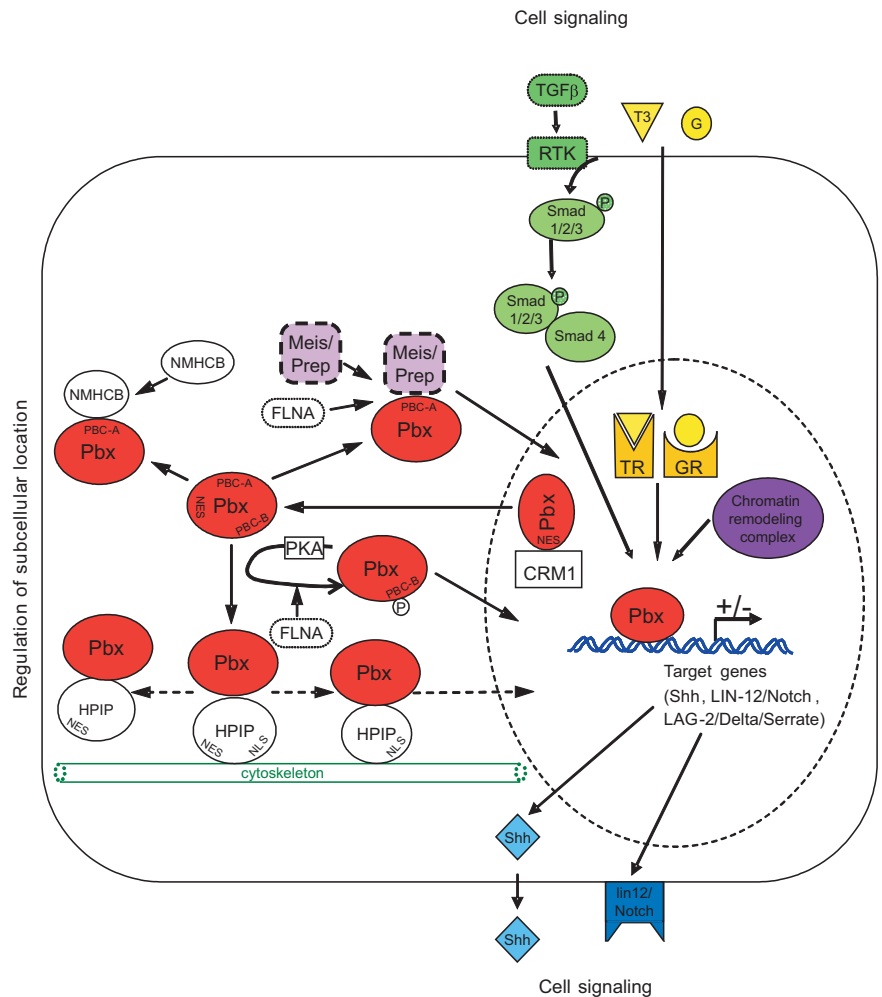 Cell signaling
TGFβ
T3
G
RTK
P
Smad
1/2/3
P
Smad
1/2/3
Smad 4
Meis/
Prep
Meis/
Prep
NMHCB
NMHCB
FLNA
PBC-A
Pbx
PBC-A
Pbx
PBC-A
NES
Pbx
PBC-B
TR
GR
Chromatin
remodeling
complex
Pbx
NES
CRM1
PKA
Pbx
PBC-B
P
FLNA
Pbx
+/-
Target genes
(Shh, LIN-12/Notch,
LAG-2/Delta/Serrate)
Regulation of subcellular location
Pbx
HPIP
NES
Pbx
HPIP
NES
NLS
Pbx
HPIP
NLS
cytoskeleton
Shh
lin12/
Notch
Shh
Cell signaling